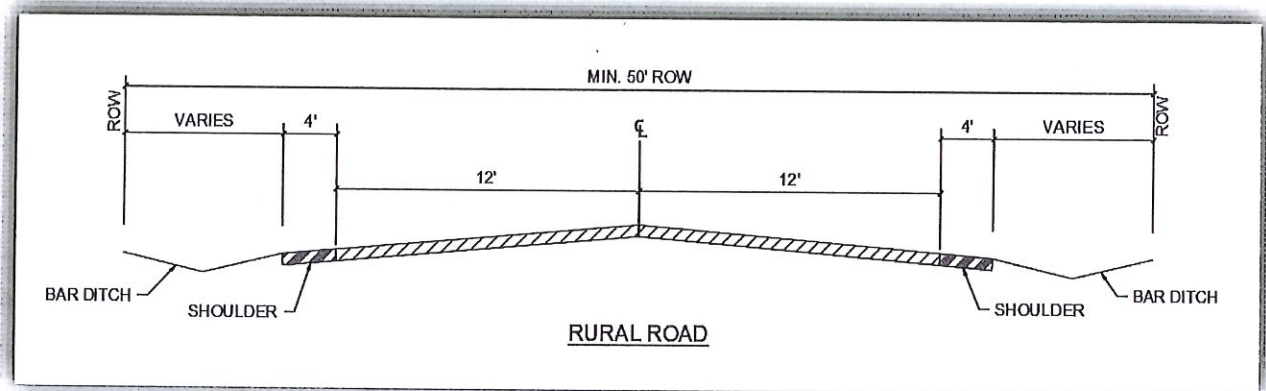 MIN. 50' ROW
ROW
ROW
VARIES
4'
℄
4'
VARIES
12'
12'
BAR DITCH
SHOULDER
SHOULDER
BAR DITCH
RURAL ROAD